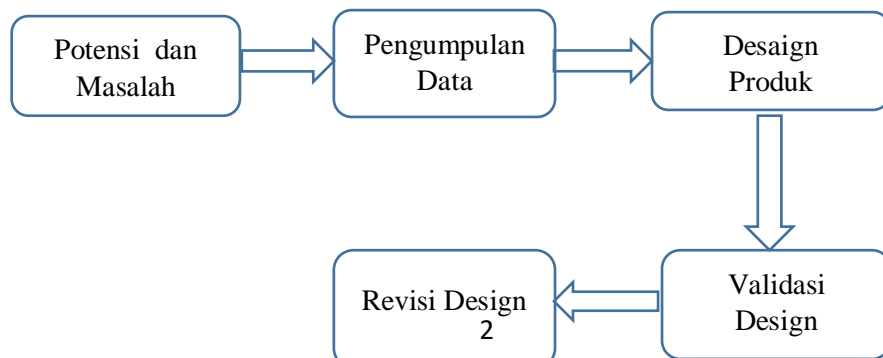 Potensi dan
Masalah
Pengumpulan
Data
Desaign
Produk
Validasi
Design
Revisi Design
2